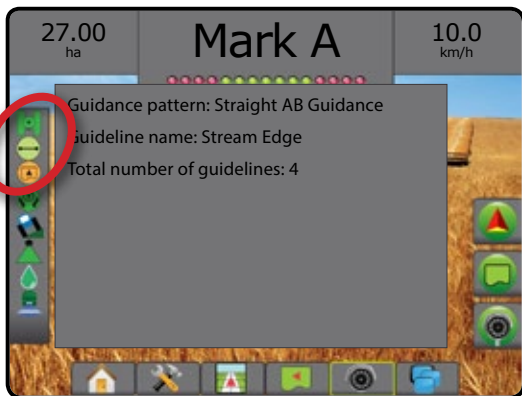 27.00
ha
Mark A
10.0
km/h
Guidance pattern: Straight AB Guidance
Guideline name: Stream Edge
Total number of guidelines: 4